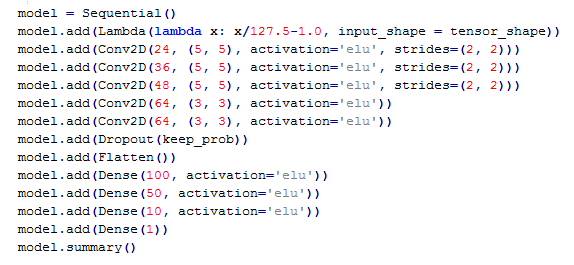 model = Sequential()
model.add(Lambda(lambda x: x/127.5-1.0, input_shape = tensor_shape))
model.add(Conv2D(24, (5, 5), activation='elu', strides=(2, 2)))
model.add(Conv2D(36, (5, 5), activation='elu', strides=(2, 2)))
model.add(Conv2D(48, (5, 5), activation='elu', strides=(2, 2)))
model.add(Conv2D(64, (3, 3), activation='elu'))
model.add(Conv2D(64, (3, 3), activation='elu'))
model.add(Dropout(keep_prob))
model.add(Flatten())
model.add(Dense(100, activation='elu'))
model.add(Dense(50, activation='elu'))
model.add(Dense(10, activation='elu'))
model.add(Dense(1))
model.summary()